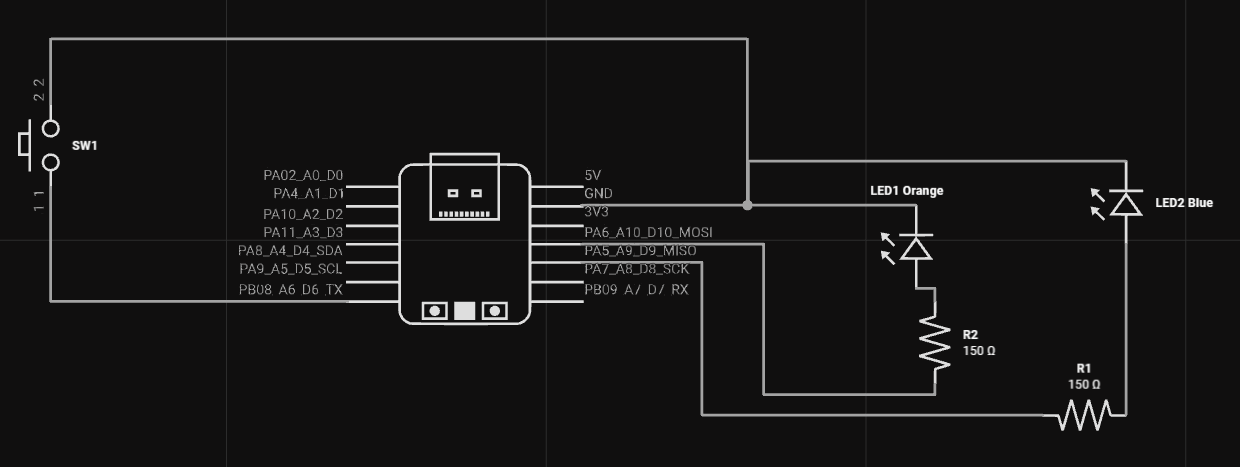 2 2
SW1
1 1
PA02_A0_D0
PA4_A1_D1
PA10_A2_D2
PA11_A3_D3
PA8_A4_D4_SDA
PA9_A5_D5_SCL
PB08_A6_D6_TX
5V
GND
3V3
PA6_A10_D10_MOSI
PA5_A9_D9_MISO
PA7_A8_D8_SCK
PB09_A7_D7_RX
LED1 Orange
LED2 Blue
R2
150 Ω
R1
150 Ω